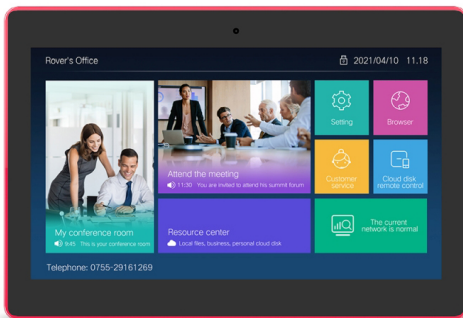 Raver's Office
2021/04/10 11.18
Setting
Browser
Attend the meeting
11:30 You are invited to attend his summit forum
Customer
service
Cloud disk
remote control
My conference room
9:45 This is your conference room
Resource center
Local files, business, personal cloud disk
The current
network is normal
Telephone: 0755-29161269